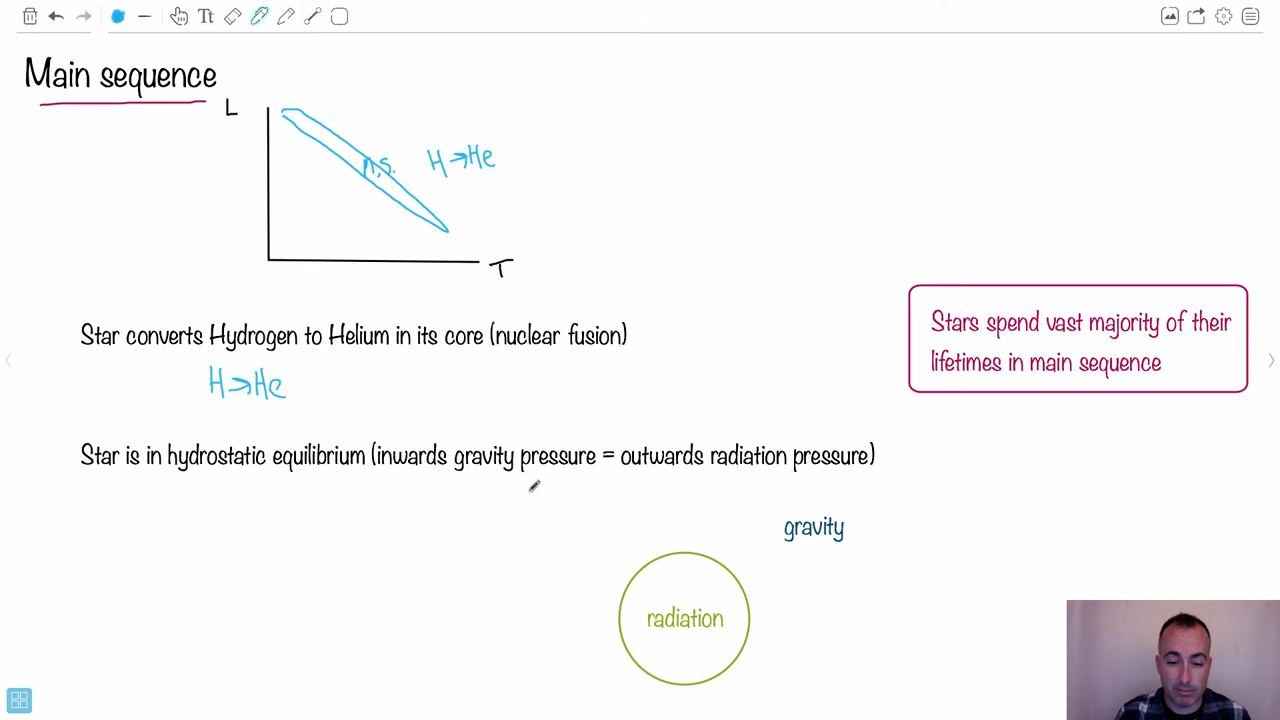 Tt
Main sequence
L
M.S.
H→He
T
Star converts Hydrogen to Helium in its core (nuclear fusion)
Stars spend vast majority of their
lifetimes in main sequence
H→He
Star is in hydrostatic equilibrium (inwards gravity pressure = outwards radiation pressure)
gravity
radiation